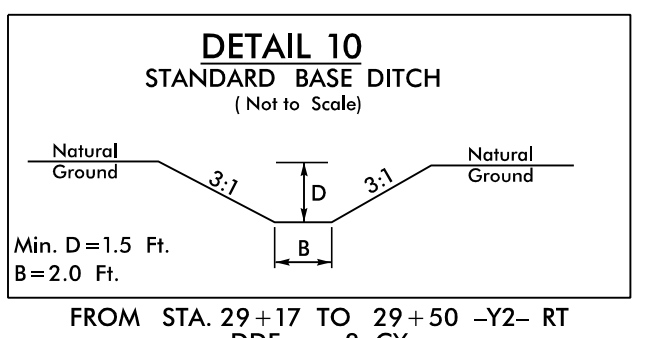 DETAIL 10
STANDARD BASE DITCH
( Not to Scale)
Natural
Ground
3:1
D
3:1
Natural
Ground
B
Min. D=1.5 Ft.
B=2.0 Ft.
FROM STA. 29+17 TO 29+50 -Y2- RT